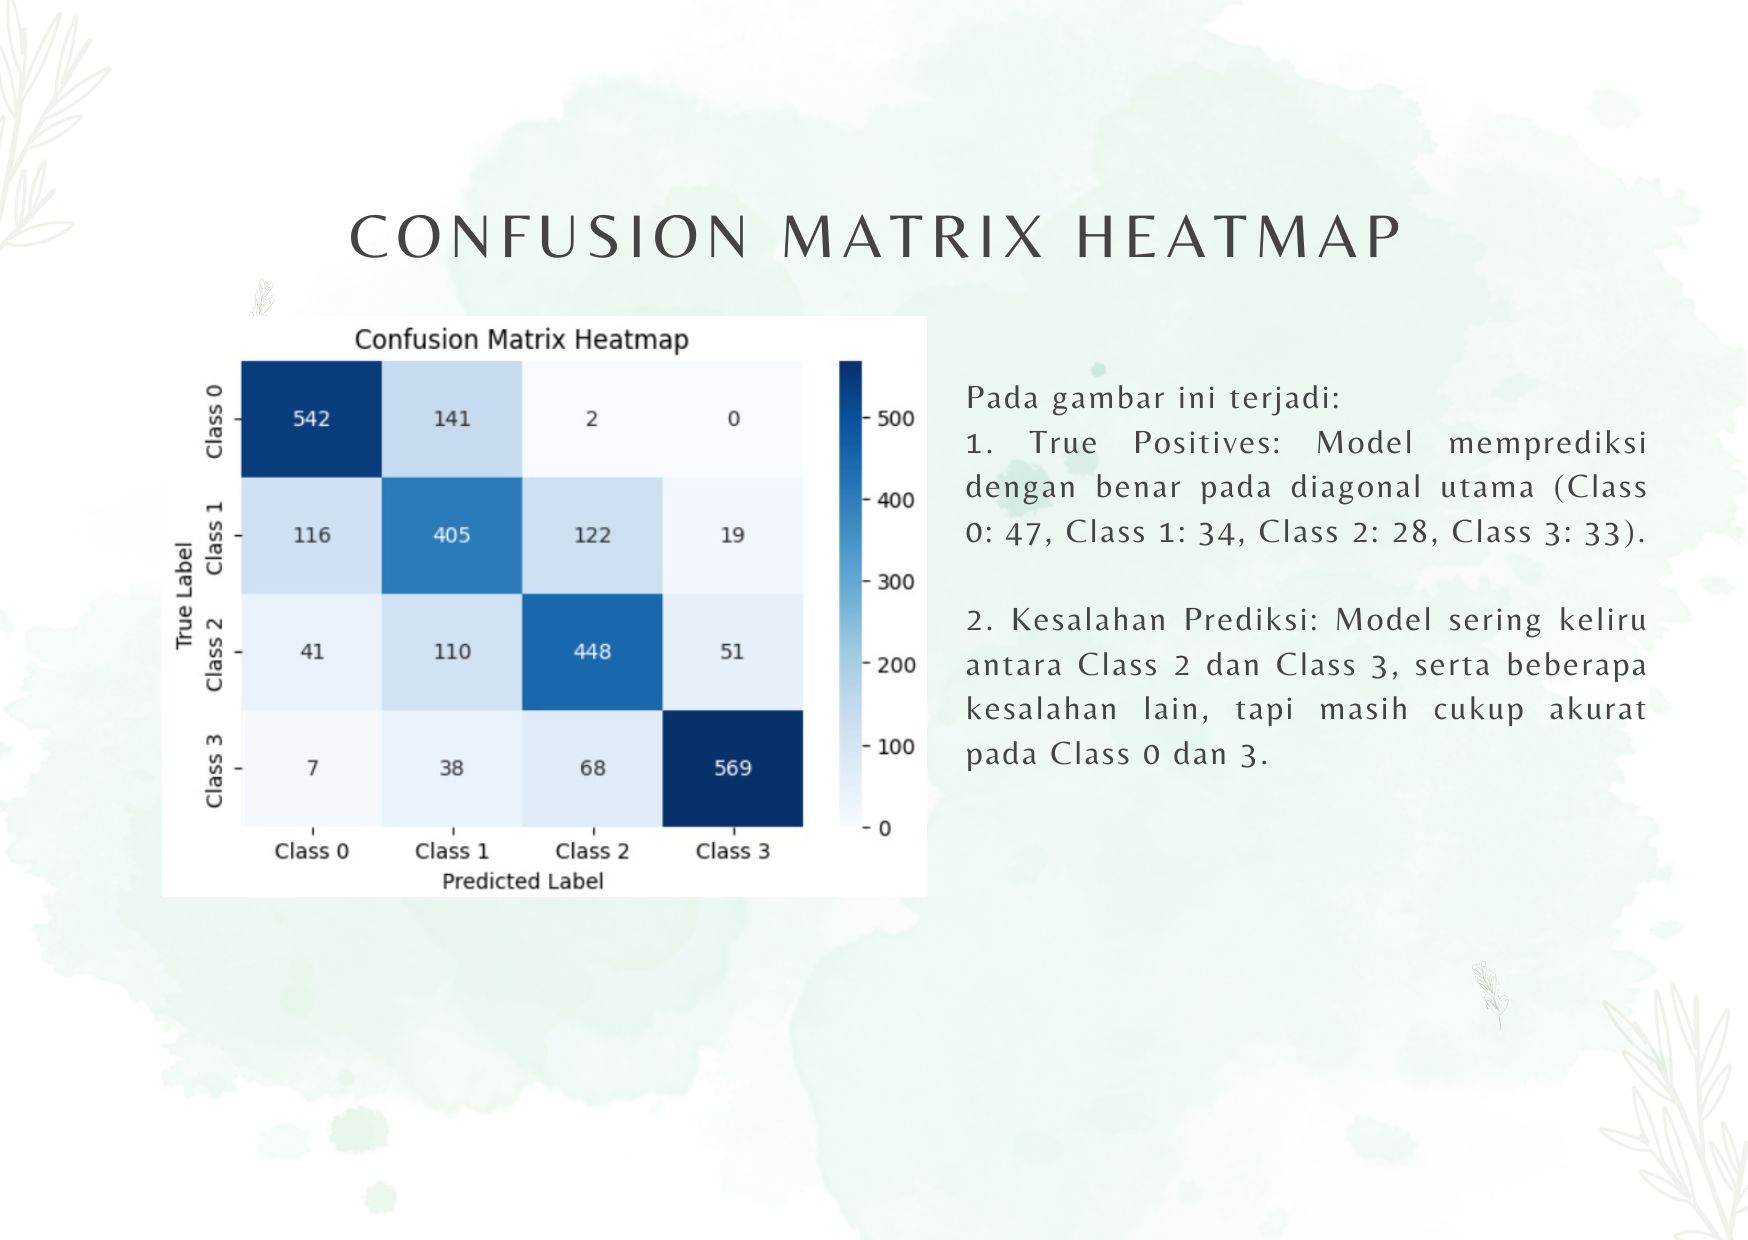 CONFUSION MATRIX HEATMAP
Confusion Matrix Heatmap
True Label
Class 0
542 141 2 0
Class 1
116 405 122 19
Class 2
41 110 448 51
Class 3
7 38 68 569
Class 0 Class 1 Class 2 Class 3
Predicted Label
500
400
300
200
100
0
Pada gambar ini terjadi:
1. True Positives: Model memprediksi
dengan benar pada diagonal utama (Class
0: 47, Class 1: 34, Class 2: 28, Class 3: 33).
2. Kesalahan Prediksi: Model sering keliru
antara Class 2 dan Class 3, serta beberapa
kesalahan lain, tapi masih cukup akurat
pada Class 0 dan 3.